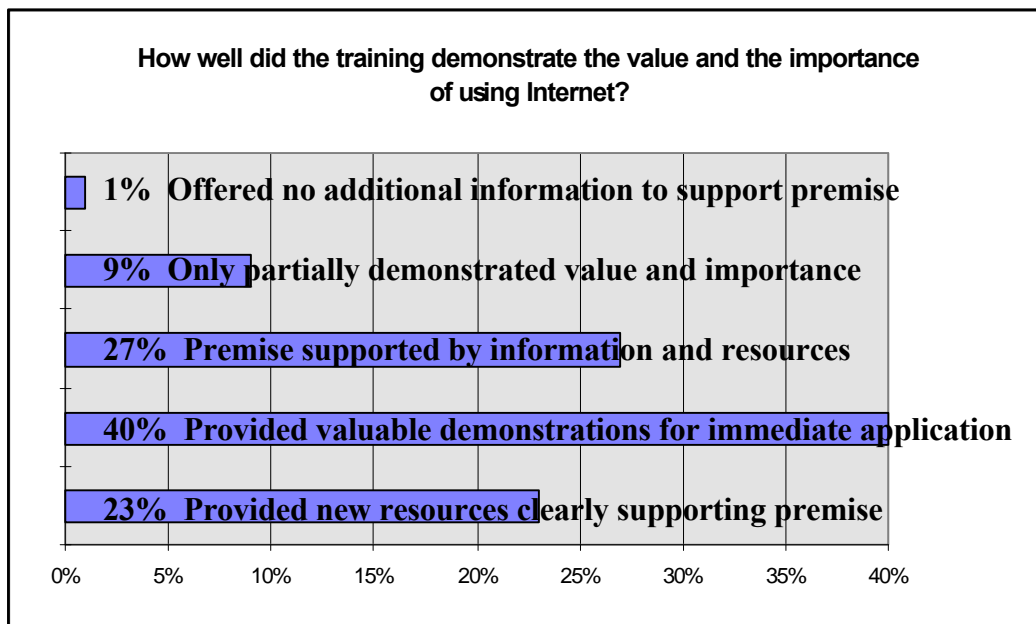 How well did the training demonstrate the value and the importance
of using Internet?
1% Offered no additional information to support premise
9% Only partially demonstrated value and importance
27% Premise supported by information and resources
40% Provided valuable demonstrations for immediate application
23% Provided new resources clearly supporting premise
0% 5% 10% 15% 20% 25% 30% 35% 40%